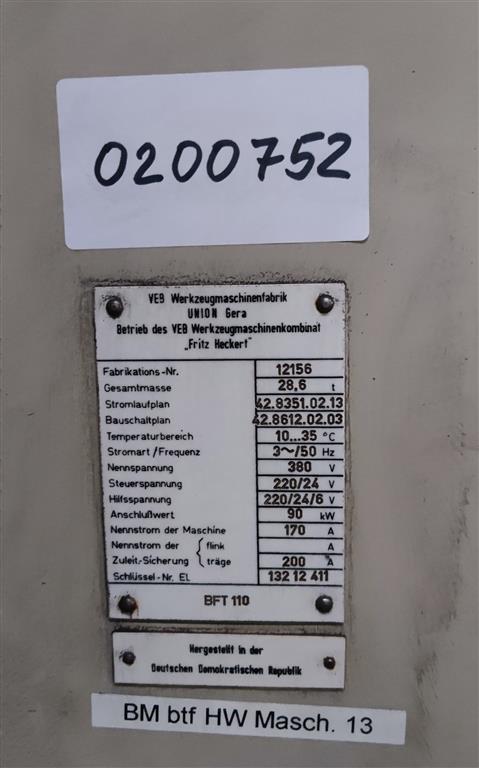 0200752
VEB Werkzeugmaschinenfabrik
UNION Gera
Betrieb des VEB Werkzeugmaschinenkombinat
„Fritz Heckert"
Fabrikations-Nr. 12156
Gesamtmasse 28,6 t
Stromlaufplan 42.8351.02.13
Bauschaltplan 42.8612.02.03
Temperaturbereich 10...35 °C
Stromart/Frequenz 3~/50 Hz
Nennspannung 380 V
Steuerspannung 220/24 V
Hilfsspannung 220/24/6 V
Anschlußwert 90 kW
Nennstrom der Maschine 170 A
Nennstrom der { flink A
Zuleit.-Sicherung { träge 200 A
Schlüssel-Nr. El. 132 12 411
BFT 110
Hergestellt in der
Deutschen Demokratischen Republik
BM btf HW Masch. 13